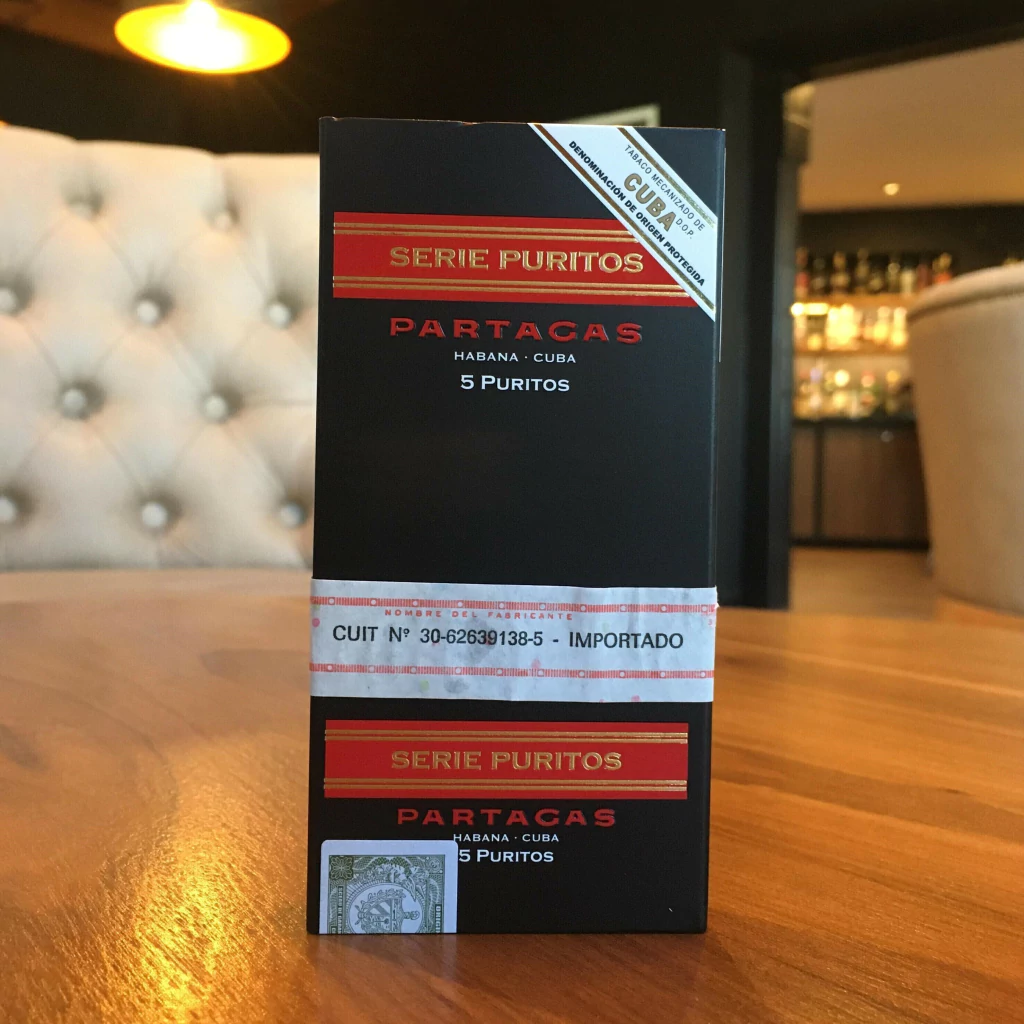 TABACO MECANIZADO DE
CUBA D.O.P.
DENOMINACIÓN DE ORIGEN PROTEGIDA
SERIE PURITOS
PARTAGAS
HABANA · CUBA
5 PURITOS
NOMBRE DEL FABRICANTE
CUIT Nº 30-62639138-5 - IMPORTADO
SERIE PURITOS
PARTAGAS
HABANA · CUBA
5 PURITOS